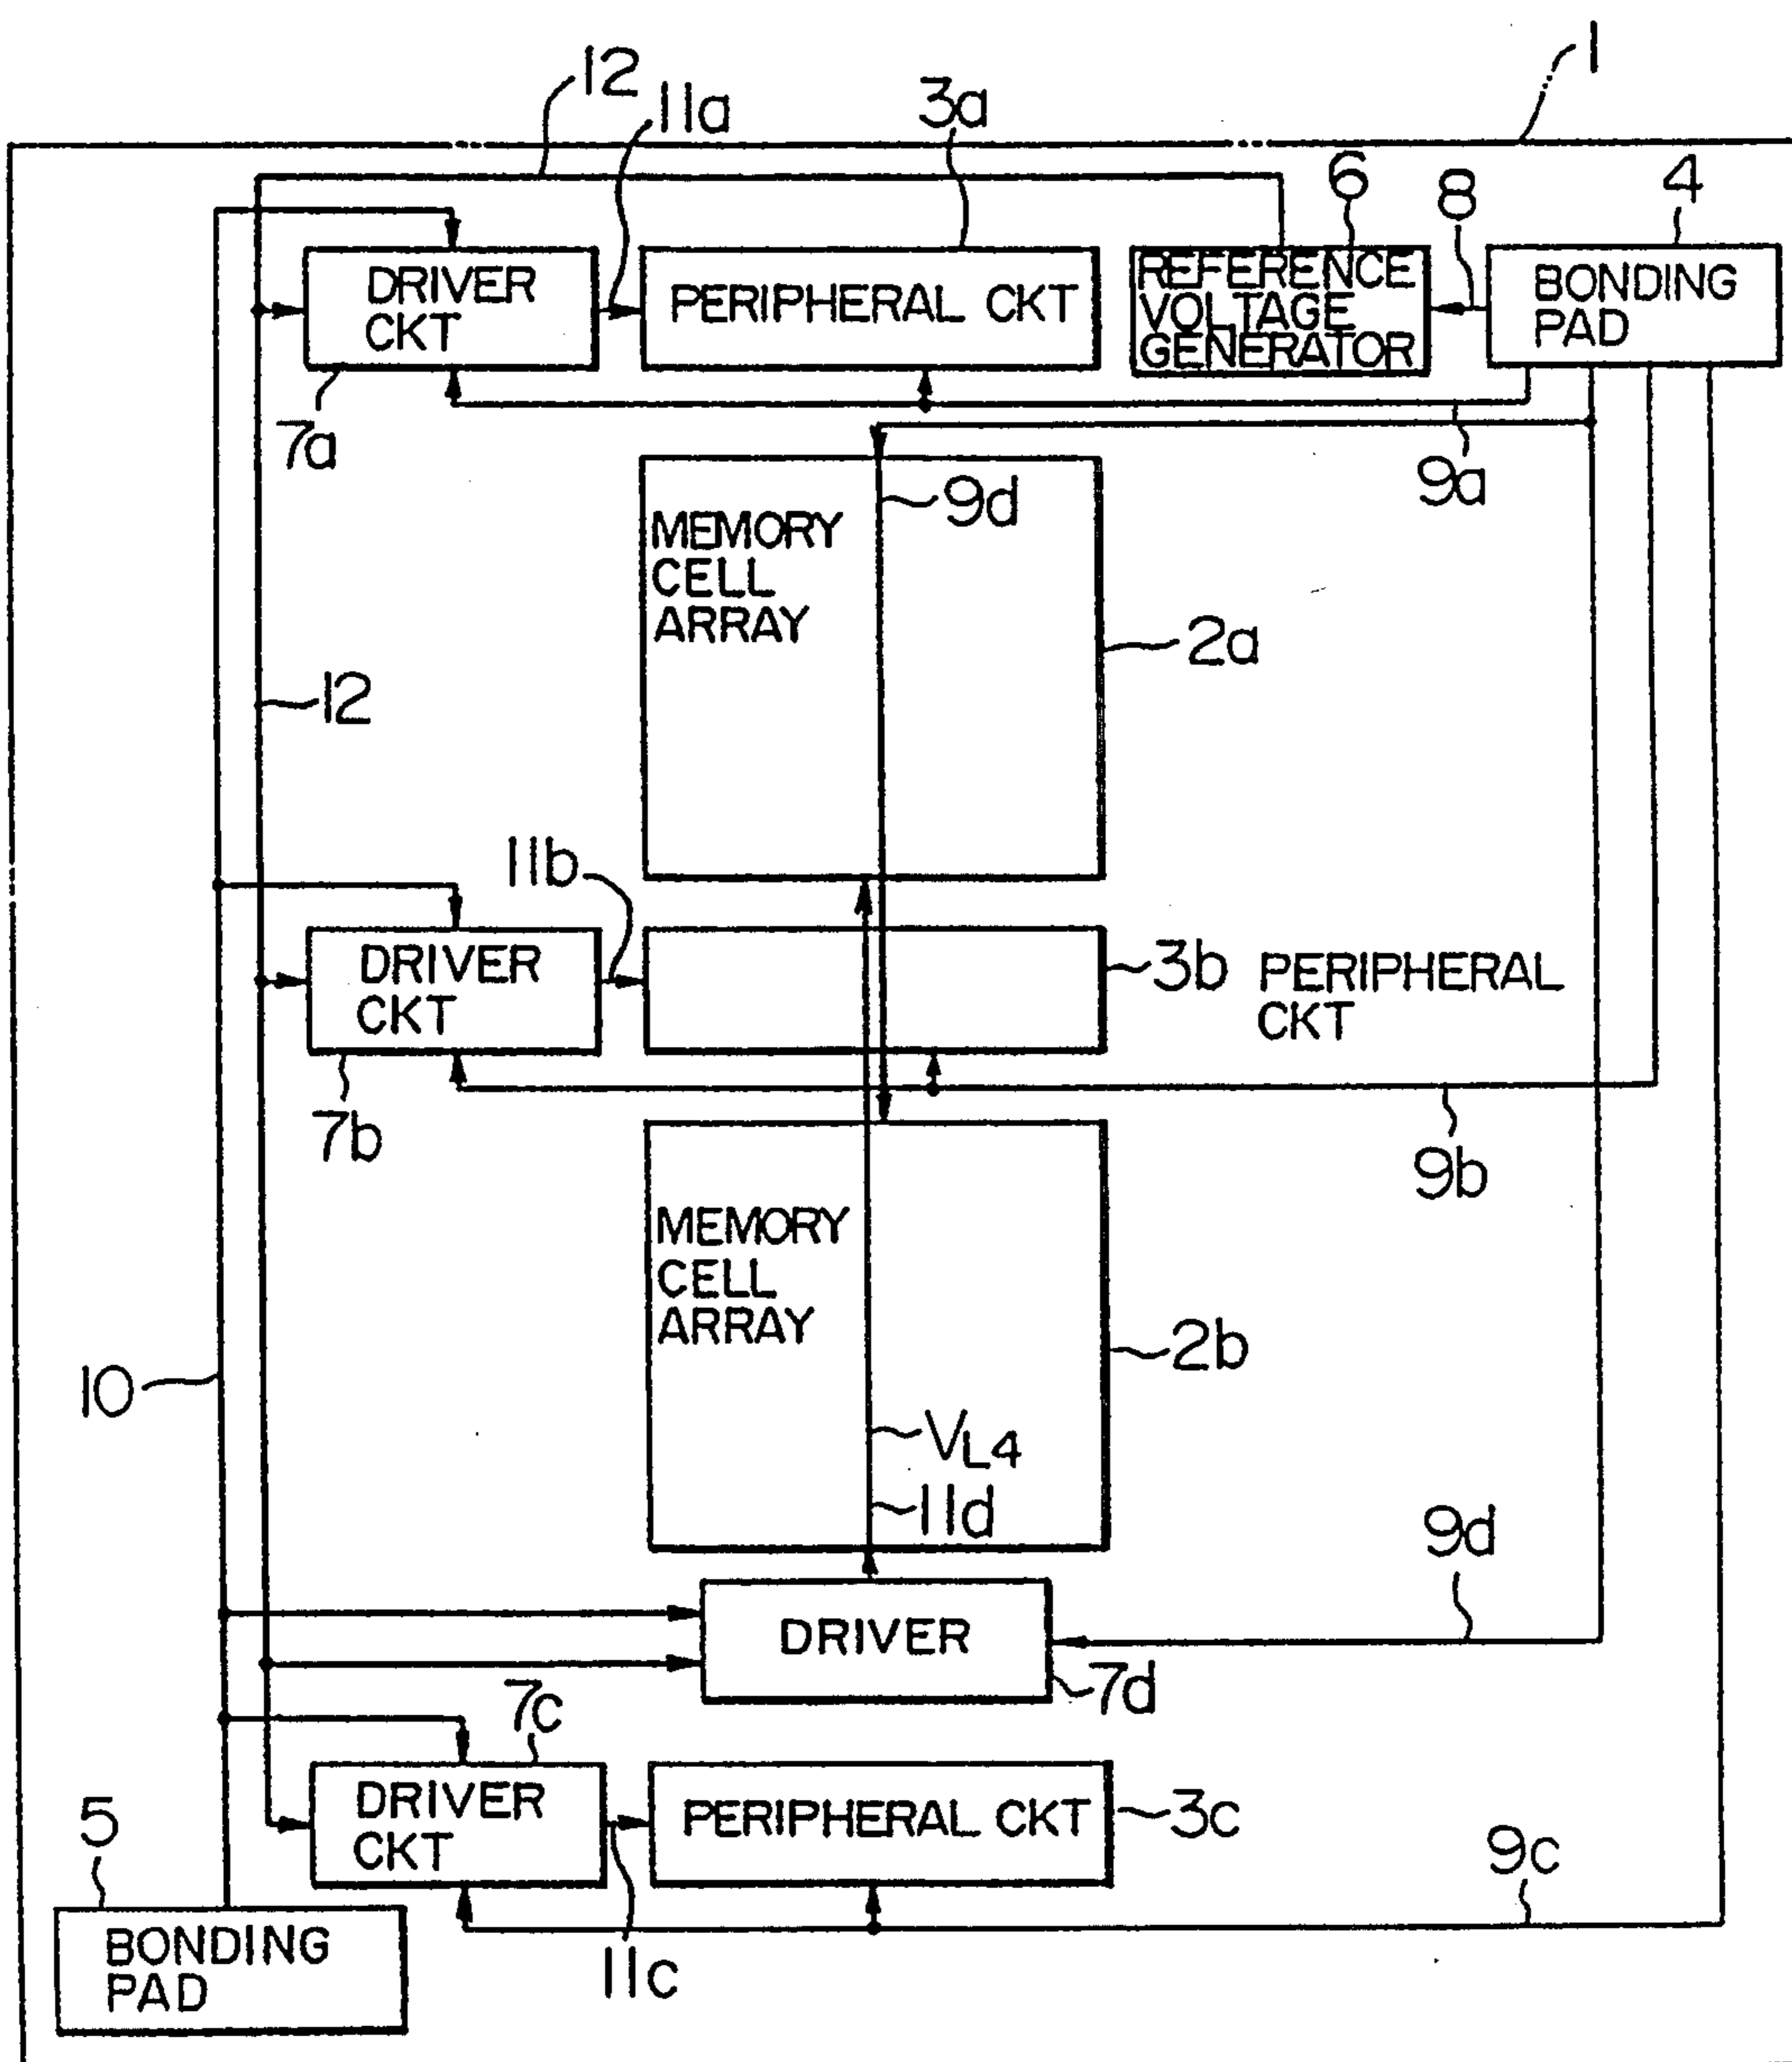 1
12
11a
3a
6
8
4
DRIVER
CKT
PERIPHERAL CKT
REFERENCE
VOLTAGE
GENERATOR
BONDING
PAD
7a
9a
9d
MEMORY
CELL
ARRAY
2a
12
11b
DRIVER
CKT
3b PERIPHERAL
CKT
7b
9b
MEMORY
CELL
ARRAY
2b
10
VL4
11d
9d
DRIVER
7d
7c
DRIVER
CKT
PERIPHERAL CKT
3c
5
9c
BONDING
PAD
11c